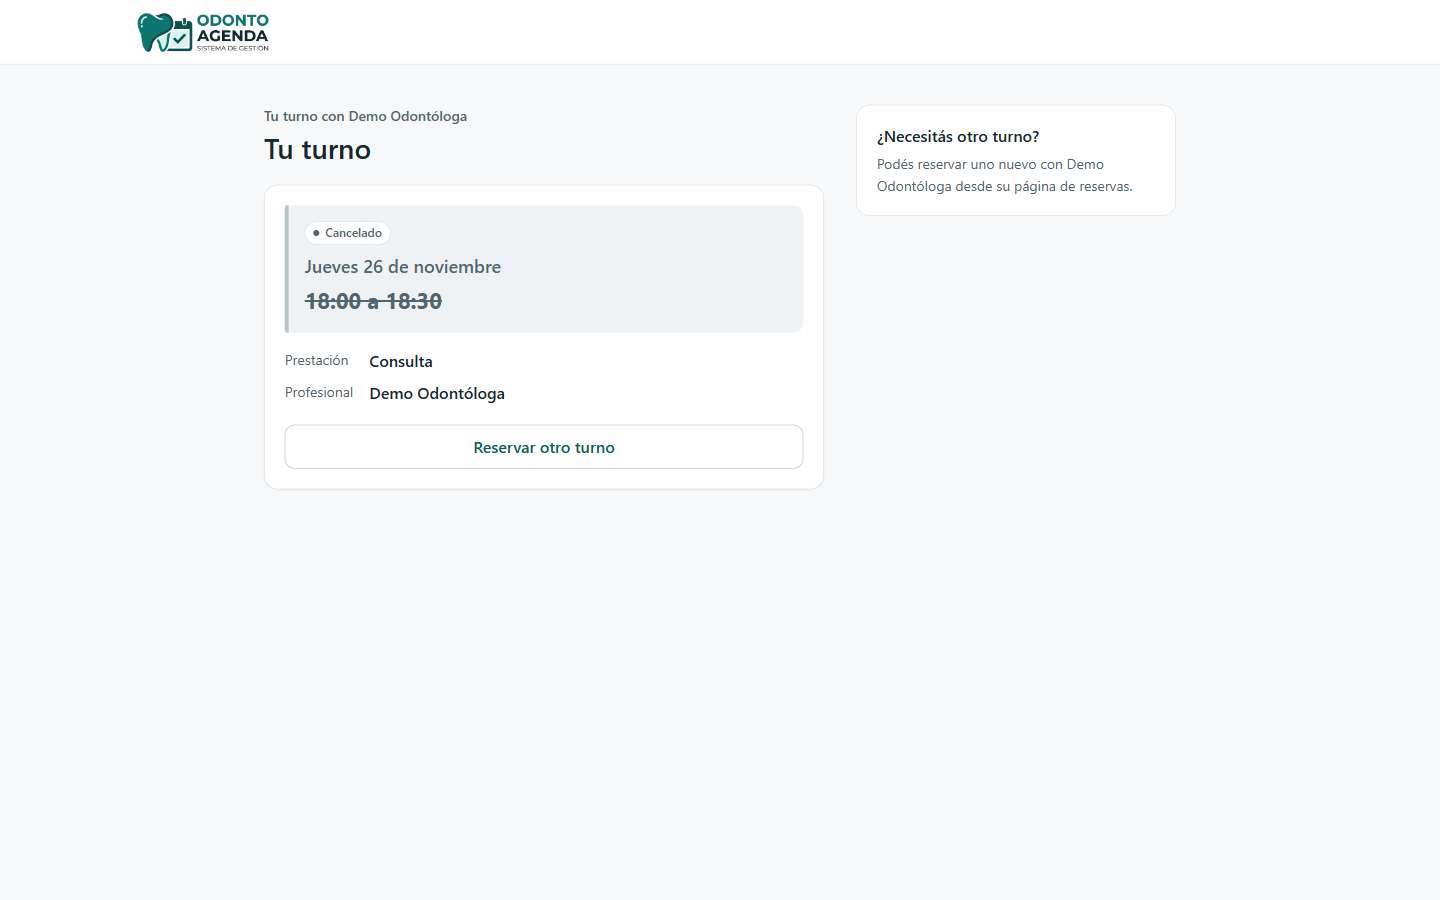 ODONTO
AGENDA
SISTEMA DE GESTIÓN
Tu turno con Demo Odontóloga
Tu turno
Cancelado
Jueves 26 de noviembre
18:00 a 18:30
Prestación Consulta
Profesional Demo Odontóloga
Reservar otro turno
¿Necesitás otro turno?
Podés reservar uno nuevo con Demo
Odontóloga desde su página de reservas.